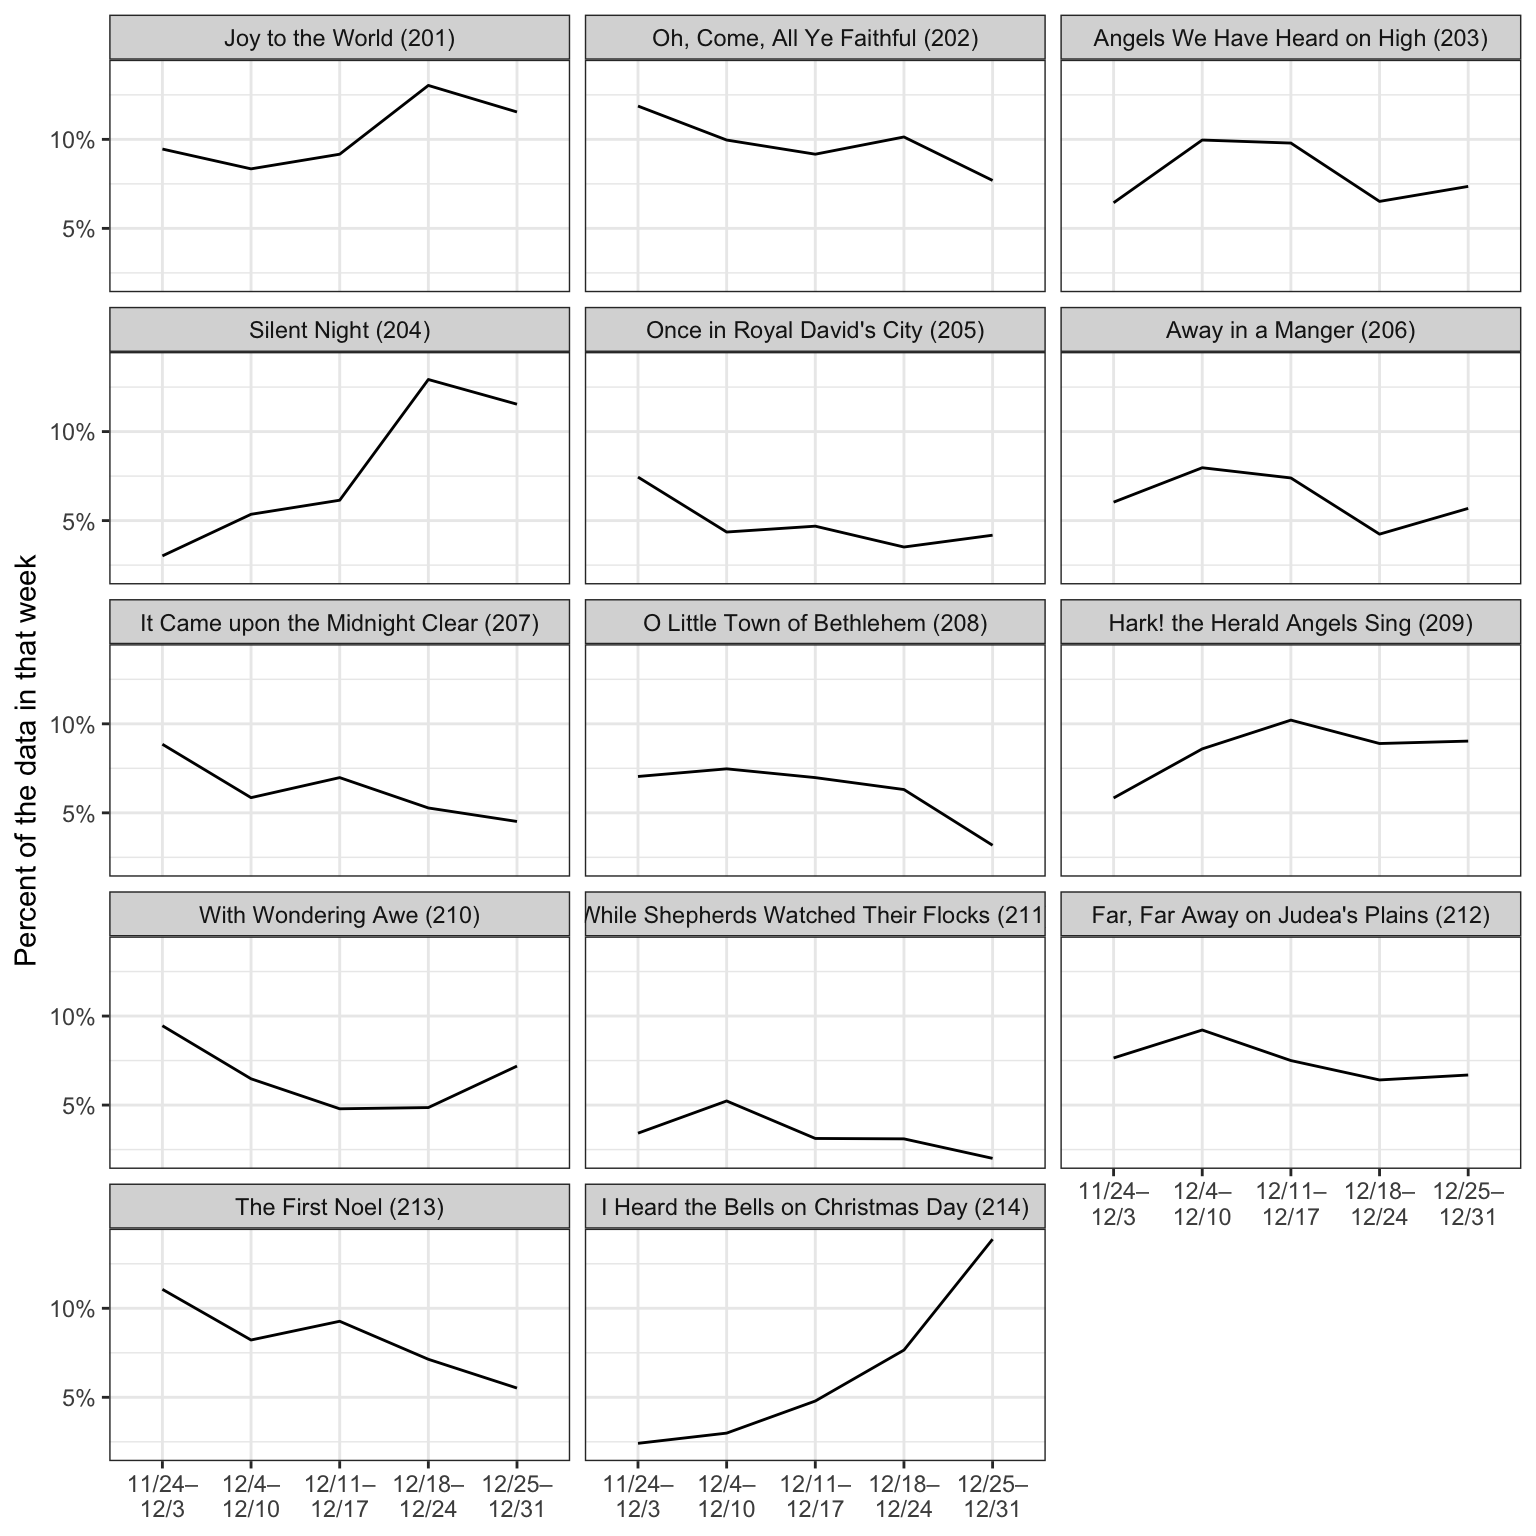 Joy to the World (201)
Oh, Come, All Ye Faithful (202)
Angels We Have Heard on High (203)
10%
5%
Silent Night (204)
Once in Royal David's City (205)
Away in a Manger (206)
10%
5%
Percent of the data in that week
It Came upon the Midnight Clear (207)
O Little Town of Bethlehem (208)
Hark! the Herald Angels Sing (209)
10%
5%
With Wondering Awe (210)
While Shepherds Watched Their Flocks (211
Far, Far Away on Judea's Plains (212)
10%
5%
11/24–
12/3
12/4–
12/10
12/11–
12/17
12/18–
12/24
12/25–
12/31
The First Noel (213)
I Heard the Bells on Christmas Day (214)
10%
5%
11/24–
12/3
12/4–
12/10
12/11–
12/17
12/18–
12/24
12/25–
12/31
11/24–
12/3
12/4–
12/10
12/11–
12/17
12/18–
12/24
12/25–
12/31